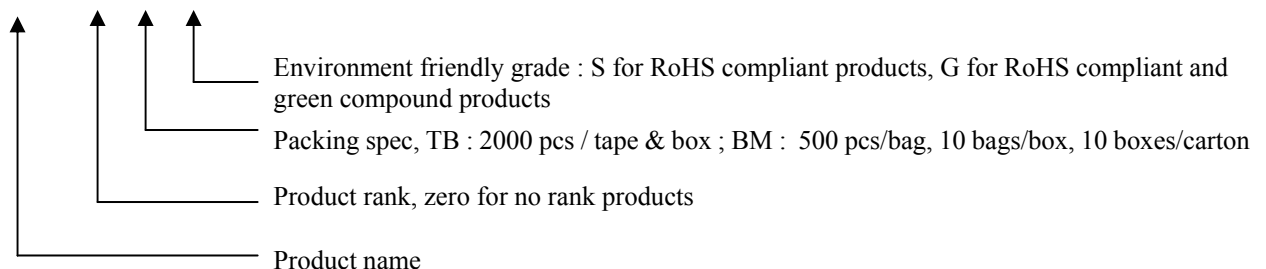 Environment friendly grade : S for RoHS compliant products, G for RoHS compliant and
green compound products
Packing spec, TB : 2000 pcs / tape & box ; BM : 500 pcs/bag, 10 bags/box, 10 boxes/carton
Product rank, zero for no rank products
Product name